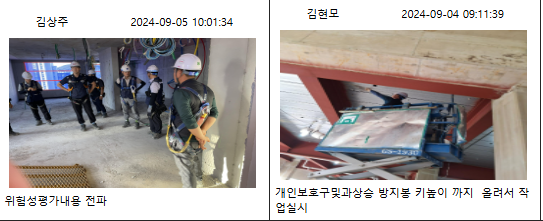 김상주 2024-09-05 10:01:34
위험성평가내용 전파
김현모 2024-09-04 09:11:39
GS-1930
개인보호구및과상승 방지봉 키높이 까지 올려서 작
업실시